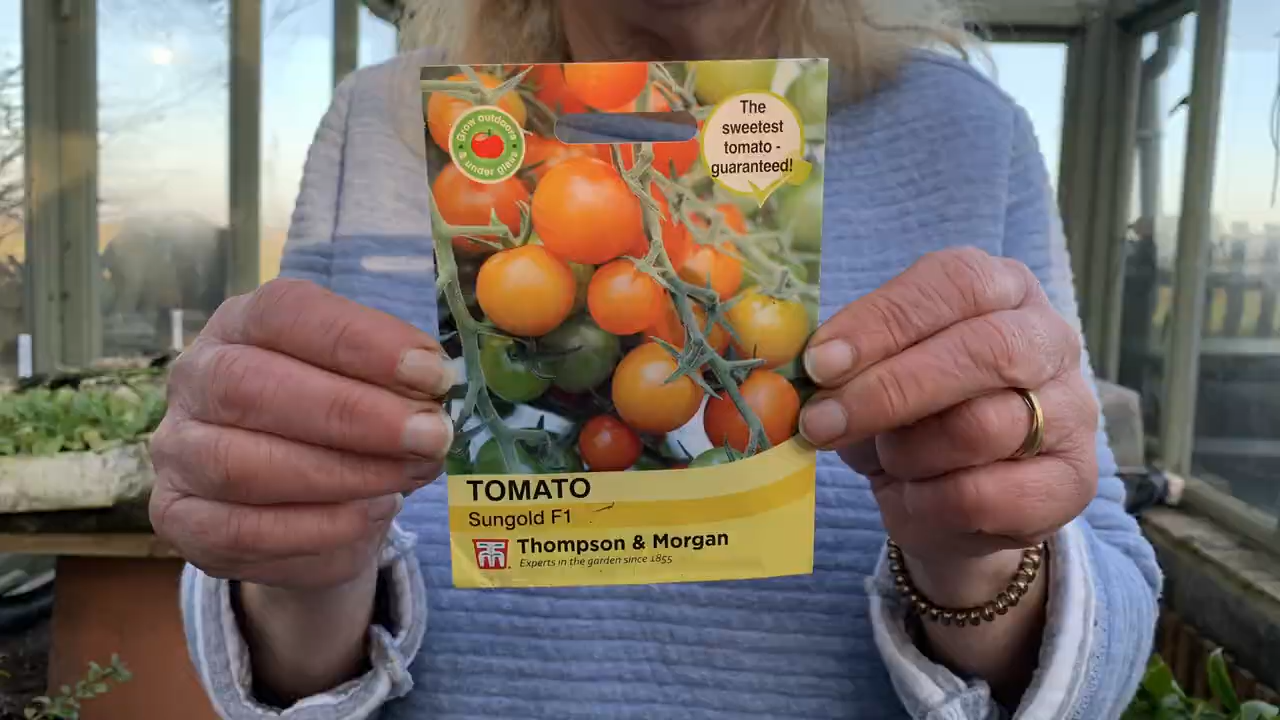 Grow outdoors
& under glass
The
sweetest
tomato -
guaranteed!
TOMATO
Sungold F1
Thompson & Morgan
Experts in the garden since 1855